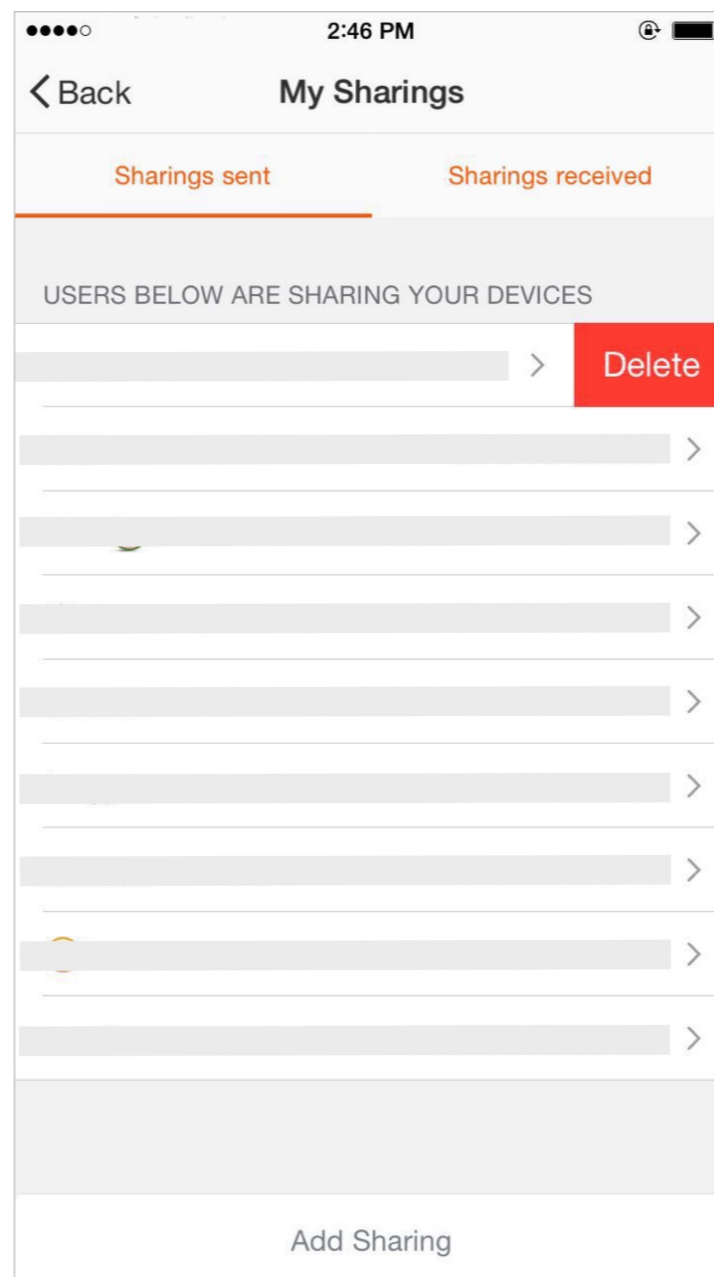 2:46 PM
Back
My Sharings
Sharings sent
Sharings received
USERS BELOW ARE SHARING YOUR DEVICES
Delete
Add Sharing